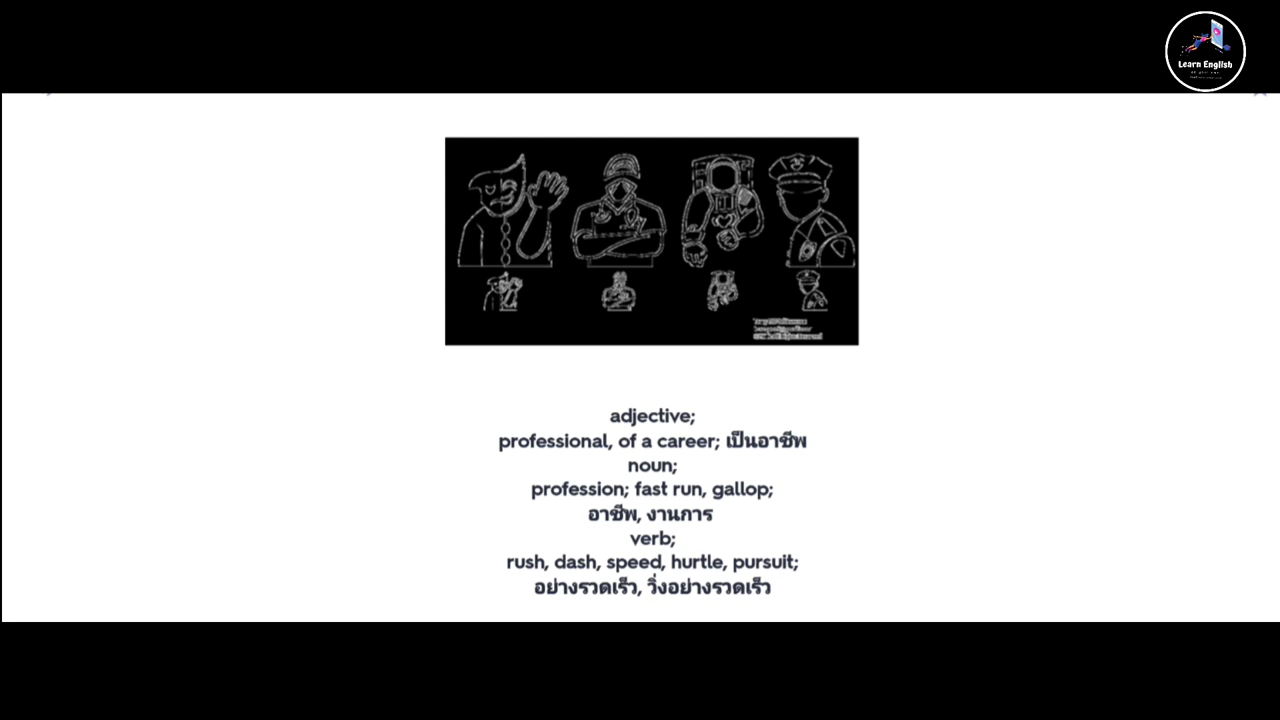 Learn English
adjective;
professional, of a career; เป็นอาชีพ
noun;
profession; fast run, gallop;
อาชีพ, งานการ
verb;
rush, dash, speed, hurtle, pursuit;
อย่างรวดเร็ว, วิ่งอย่างรวดเร็ว